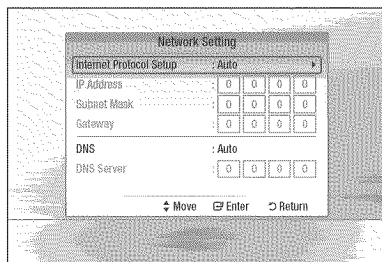 Network Setting
Internet Protocol Setup : Auto
IP Address : 0 0 0 0
Subnet Mask : 0 0 0 0
Gateway : 0 0 0 0
DNS : Auto
DNS Server : 0 0 0 0
Move Enter Return